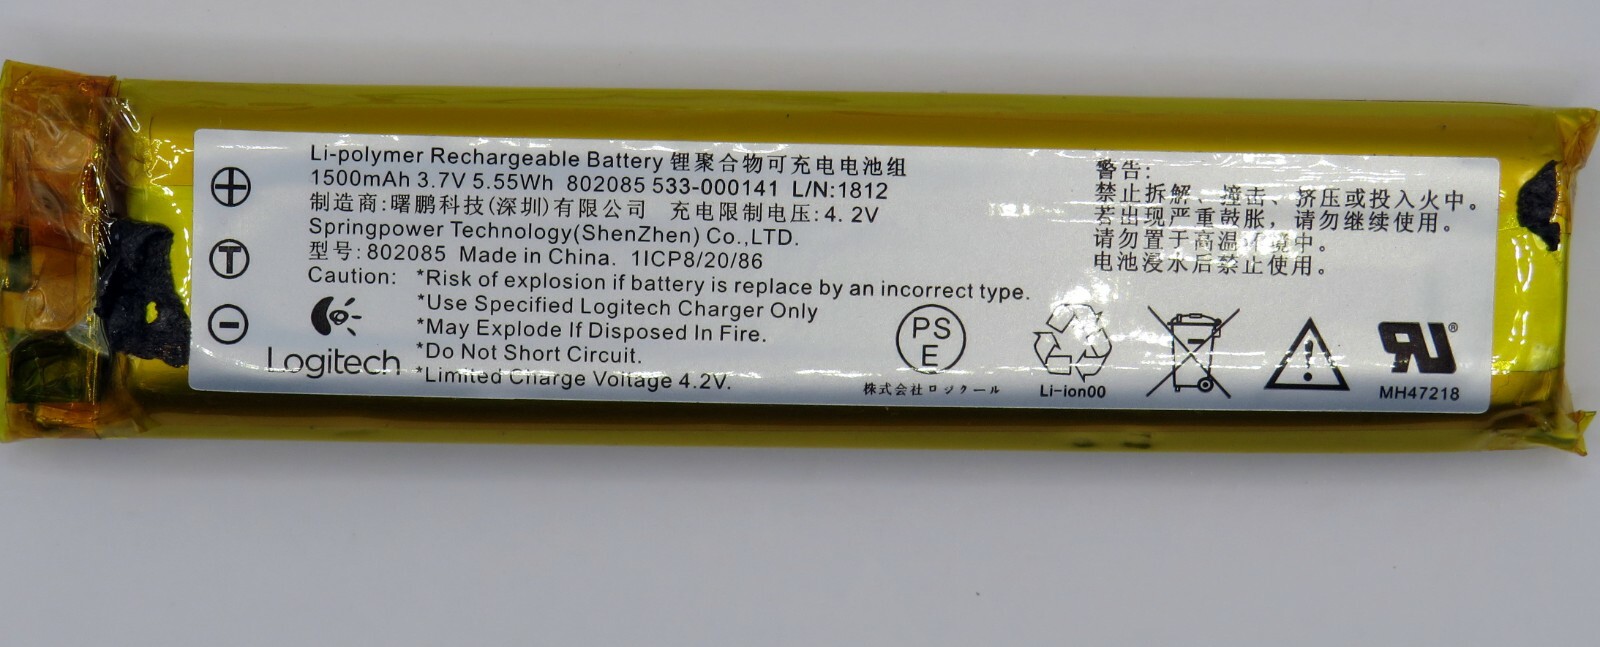 Li-polymer Rechargeable Battery 锂聚合物可充电电池组
1500mAh 3.7V 5.55Wh 802085 533-000141 L/N:1812
制造商:曙鹏科技(深圳)有限公司 充电限制电压:4.2V
Springpower Technology(ShenZhen) Co.,LTD.
型号:802085 Made in China. 1ICP8/20/86
Caution: *Risk of explosion if battery is replace by an incorrect type.
*Use Specified Logitech Charger Only
*May Explode If Disposed In Fire.
*Do Not Short Circuit.
*Limited Charge Voltage 4.2V.
+
T
-
Logitech
警告:
禁止拆解、撞击、挤压或投入火中。
若出现严重鼓胀，请勿继续使用。
请勿置于高温环境中。
电池浸水后禁止使用。
PS
E
株式会社ロジクール
Li-ion00
RU®
MH47218